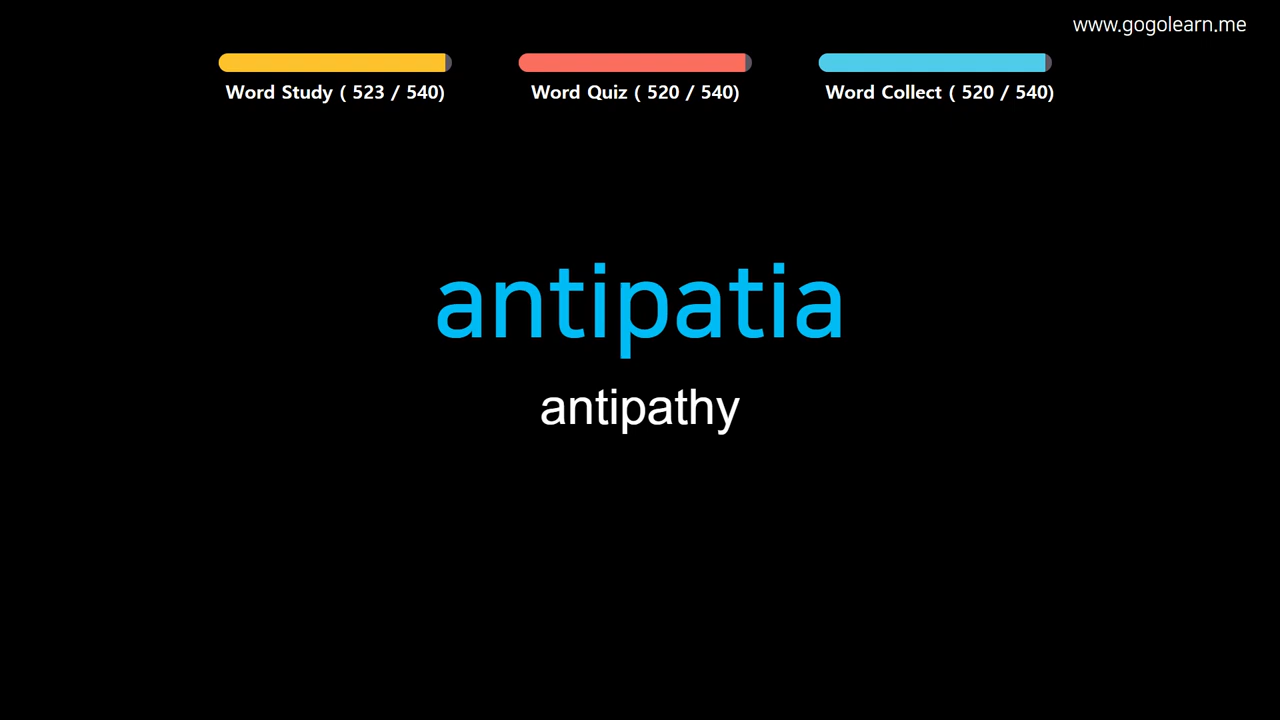 www.gogolearn.me
Word Study ( 523 / 540)
Word Quiz ( 520 / 540)
Word Collect ( 520 / 540)
antipatia
antipathy